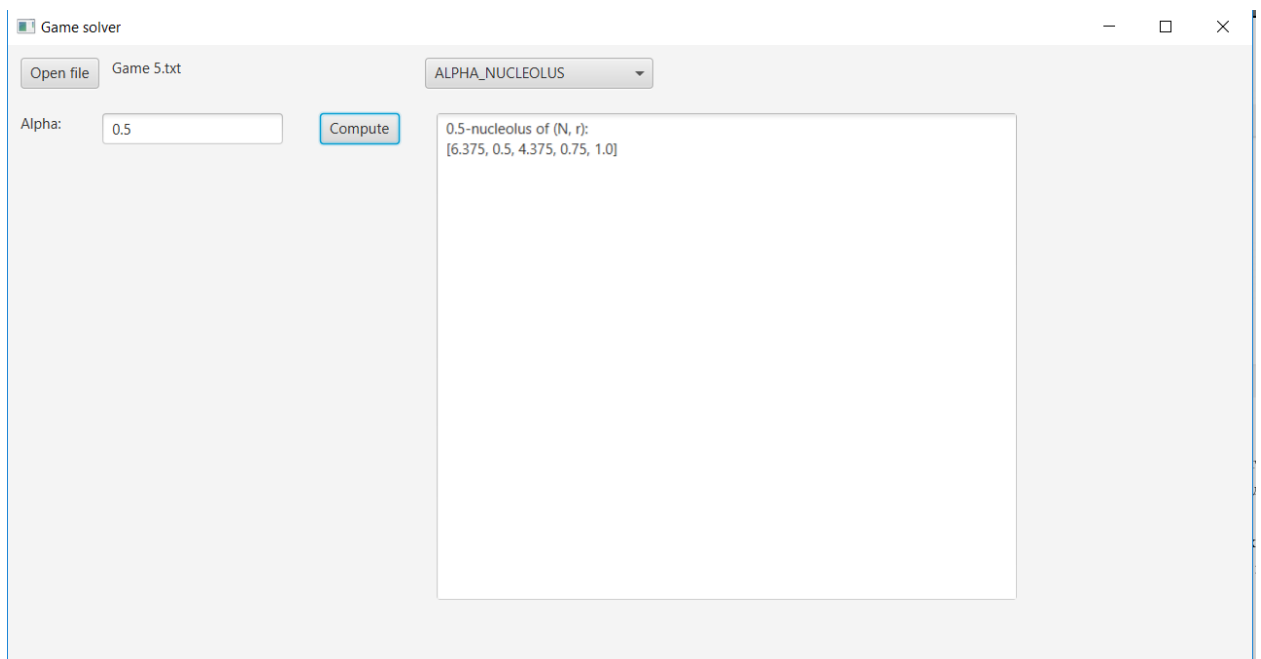 Game solver
Open file
Game 5.txt
ALPHA_NUCLEOLUS
Alpha:
0.5
Compute
0.5-nucleolus of (N, r):
[6.375, 0.5, 4.375, 0.75, 1.0]